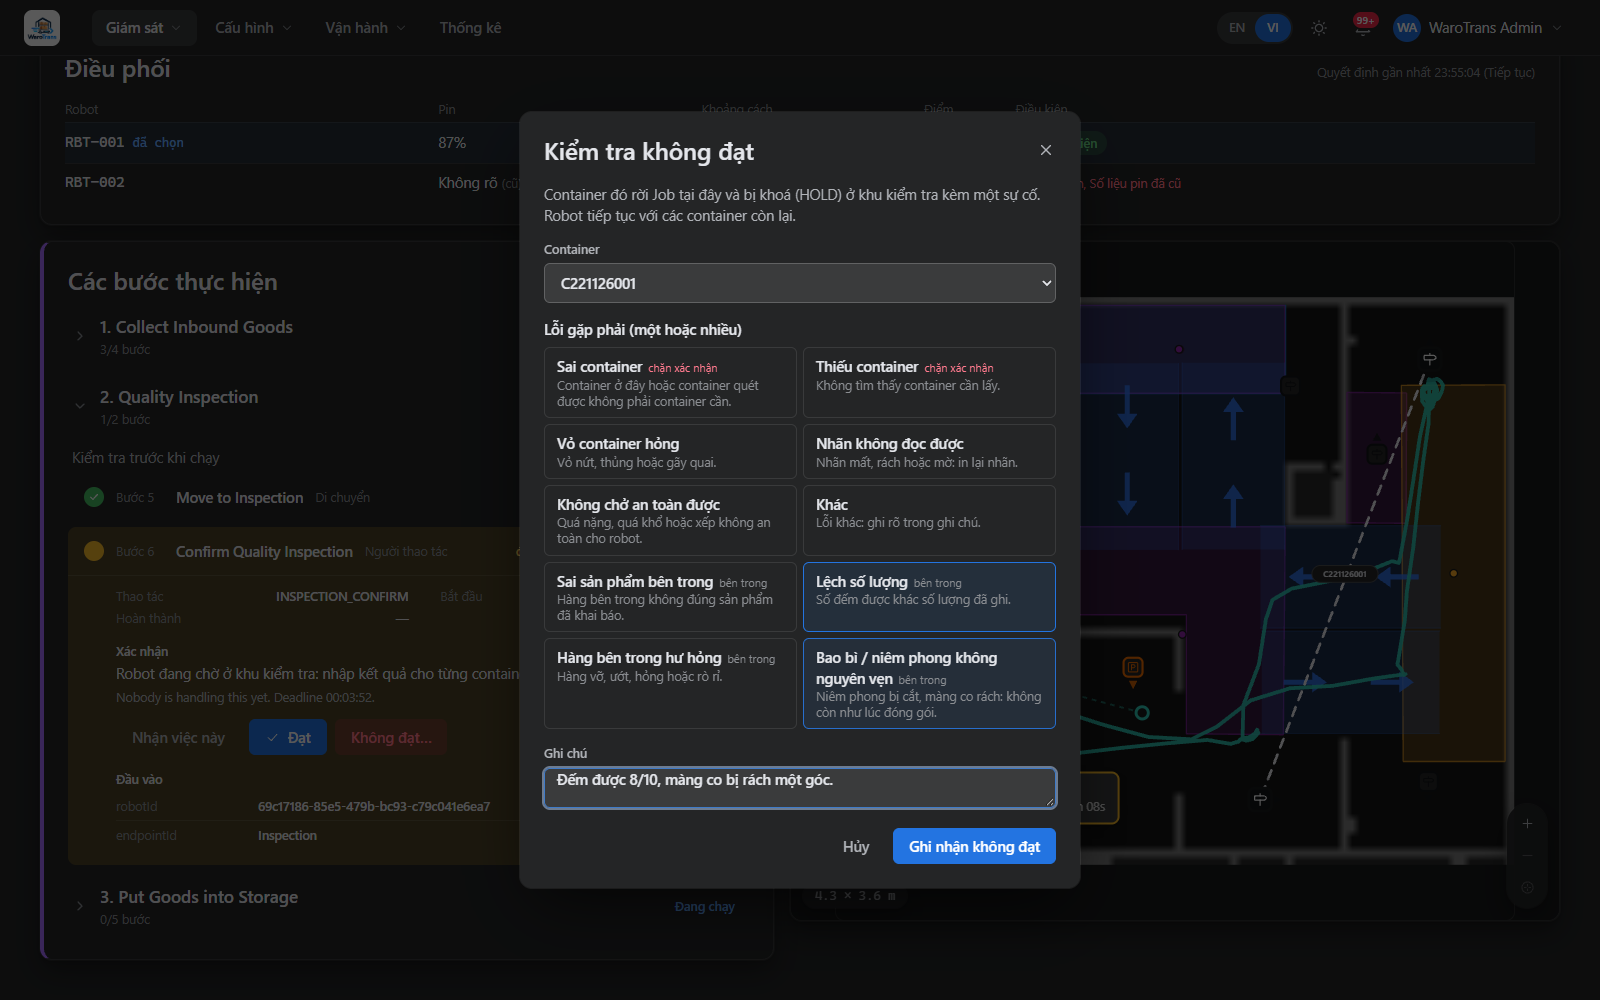 WaroTrans
Giám sát
Cấu hình
Vận hành
Thống kê
EN
VI
99+
WA
WaroTrans Admin
Điều phối
Quyết định gần nhất 23:55:04 (Tiếp tục)
Robot
Pin
Khoảng cách
Điểm
Điều kiện
RBT-001 đã chọn
87%
iện
RBT-002
Không rõ (cũ)
Số liệu pin đã cũ
Các bước thực hiện
1. Collect Inbound Goods
3/4 bước
2. Quality Inspection
1/2 bước
Kiểm tra trước khi chạy
Bước 5
Move to Inspection
Di chuyển
Bước 6
Confirm Quality Inspection
Người thao tác
Thao tác
INSPECTION_CONFIRM
Bắt đầu
Hoàn thành
—
Xác nhận
Robot đang chờ ở khu kiểm tra: nhập kết quả cho từng contain
Nobody is handling this yet. Deadline 00:03:52.
Nhận việc này
Đạt
Không đạt...
Đầu vào
robotId
69c17186-85e5-479b-bc93-c79c041e6ea7
endpointId
Inspection
3. Put Goods into Storage
0/5 bước
Đang chạy
Kiểm tra không đạt
Container đó rời Job tại đây và bị khoá (HOLD) ở khu kiểm tra kèm một sự cố.
Robot tiếp tục với các container còn lại.
Container
C221126001
Lỗi gặp phải (một hoặc nhiều)
Sai container chặn xác nhận
Container ở đây hoặc container quét
được không phải container cần.
Thiếu container chặn xác nhận
Không tìm thấy container cần lấy.
Vỏ container hỏng
Vỏ nứt, thủng hoặc gãy quai.
Nhãn không đọc được
Nhãn mất, rách hoặc mờ: in lại nhãn.
Không chở an toàn được
Quá nặng, quá khổ hoặc xếp không an
toàn cho robot.
Khác
Lỗi khác: ghi rõ trong ghi chú.
Sai sản phẩm bên trong bên trong
Hàng bên trong không đúng sản phẩm
đã khai báo.
Lệch số lượng bên trong
Số đếm được khác số lượng đã ghi.
Hàng bên trong hư hỏng bên trong
Hàng vỡ, ướt, hỏng hoặc rò rỉ.
Bao bì / niêm phong không
nguyên vẹn bên trong
Niêm phong bị cắt, màng co rách: không
còn như lúc đóng gói.
Ghi chú
Đếm được 8/10, màng co bị rách một góc.
Hủy
Ghi nhận không đạt
C221126001
P
08s
4.3 × 3.6 m